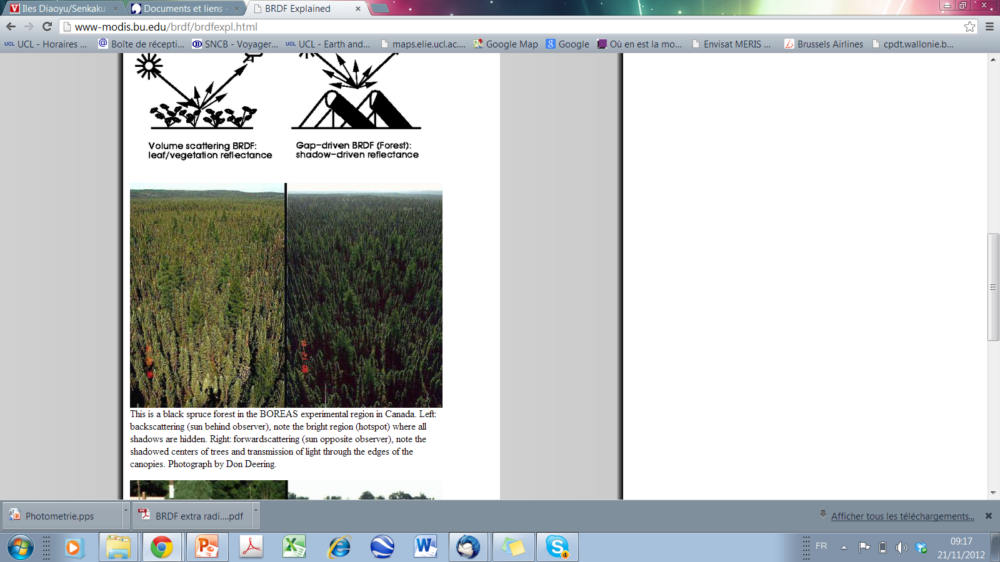 Iles Diaoyu/Senkaku
Documents et liens -
BRDF Explained
www-modis.bu.edu/brdf/brdfexpl.html
UCL UCL - Horaires ...
Boîte de récepti...
SNCB - Voyager...
UCL UCL - Earth and...
maps.elie.ucl.ac....
Google Map
Google
Où en est la mo...
Envisat MERIS ...
Brussels Airlines
cpdt.wallonie.b...
Volume scattering BRDF:
leaf/vegetation reflectance
Gap-driven BRDF (Forest):
shadow-driven reflectance
This is a black spruce forest in the BOREAS experimental region in Canada. Left:
backscattering (sun behind observer), note the bright region (hotspot) where all
shadows are hidden. Right: forwardscattering (sun opposite observer), note the
shadowed centers of trees and transmission of light through the edges of the
canopies. Photograph by Don Deering.
Photometrie.pps
BRDF extra radi....pdf
Afficher tous les téléchargements...
4
FR
09:17
21/11/2012